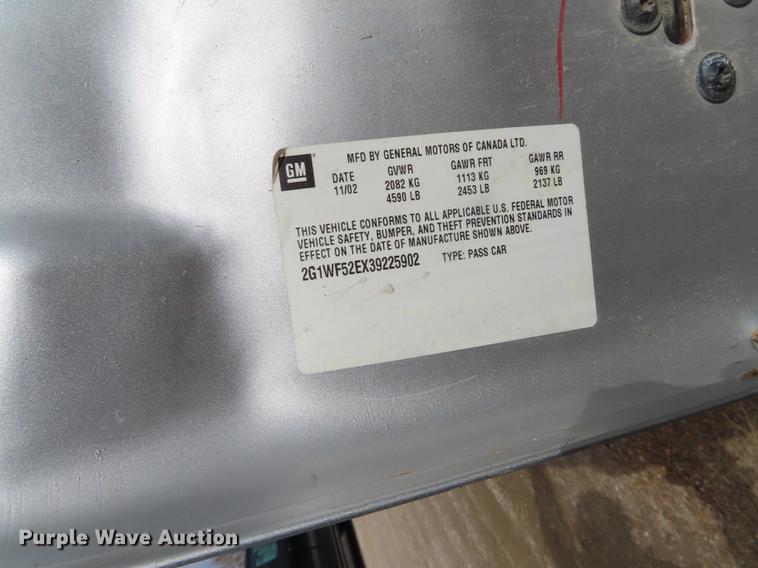 GM
MFD BY GENERAL MOTORS OF CANADA LTD.
DATE GVWR GAWR FRT GAWR RR
11/02 2082 KG 1113 KG 969 KG
4590 LB 2453 LB 2137 LB
THIS VEHICLE CONFORMS TO ALL APPLICABLE U.S. FEDERAL MOTOR
VEHICLE SAFETY, BUMPER, AND THEFT PREVENTION STANDARDS IN
EFFECT ON THE DATE OF MANUFACTURE SHOWN ABOVE.
2G1WF52EX39225902 TYPE: PASS CAR
Purple Wave Auction